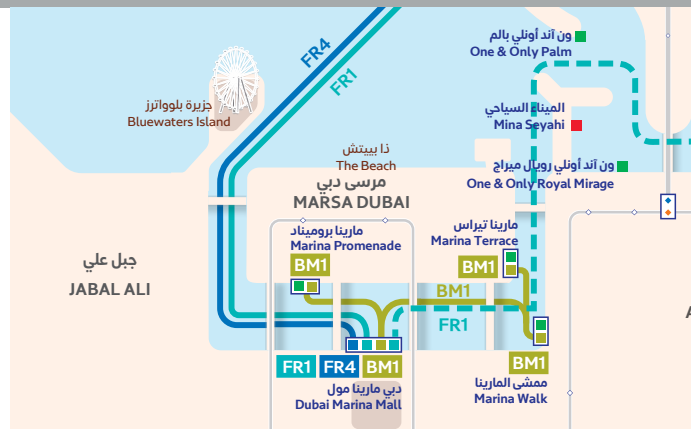 ون آند أونلي بالم
One & Only Palm
FR4
FR1
جزيرة بلوواترز
Bluewaters Island
الميناء السياحي
Mina Seyahi
ذا بييتش
The Beach
ون آند أونلي رويال ميراج
One & Only Royal Mirage
مرسى دبي
MARSA DUBAI
مارينا بروميناد
Marina Promenade
BM1
مارينا تيراس
Marina Terrace
BM1
جبل علي
JABAL ALI
BM1
FR1
FR1 FR4 BM1
دبي مارينا مول
Dubai Marina Mall
BM1
ممشى المارينا
Marina Walk